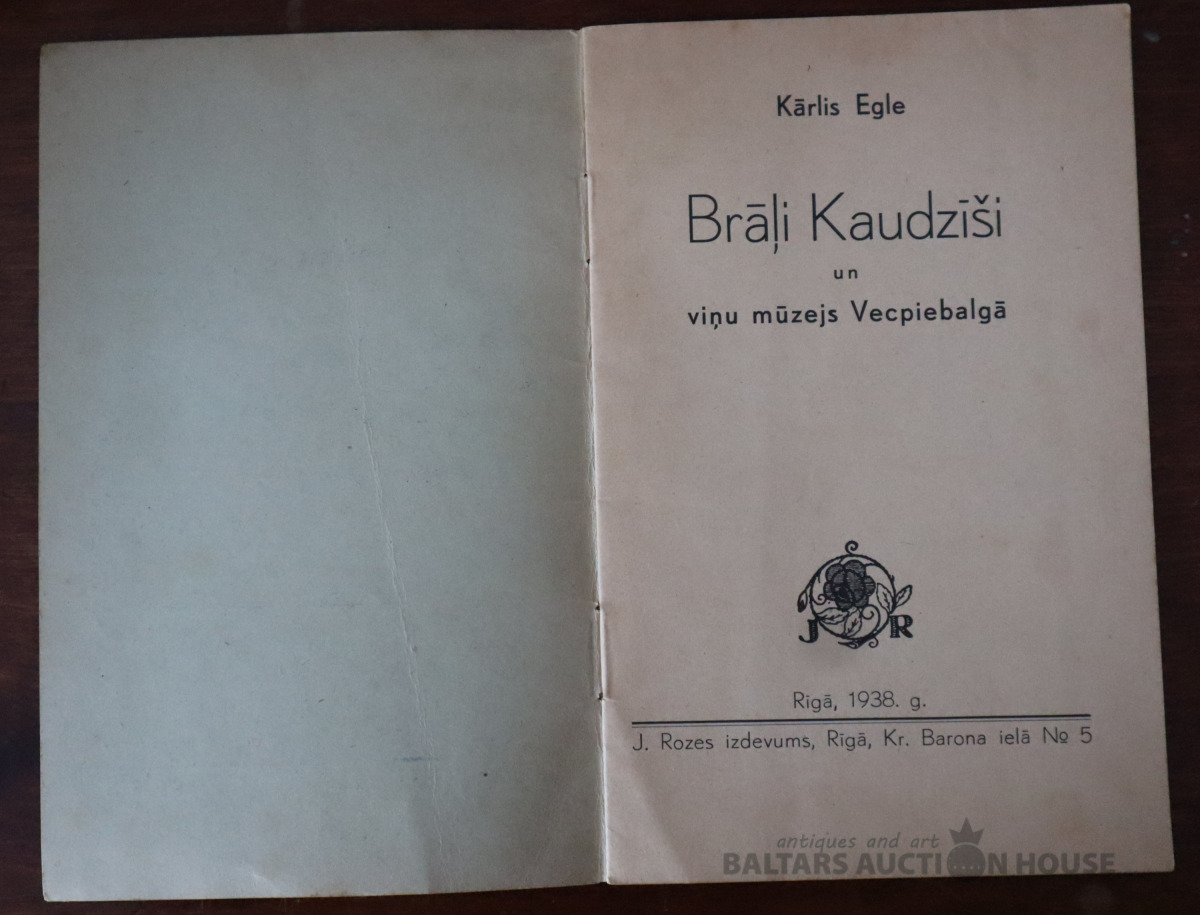 Kārlis Egle
Brāļi Kaudzīši
un
viņu mūzejs Vecpiebalgā
J R
Rīgā, 1938. g.
J. Rozes izdevums, Rīgā, Kr. Barona ielā № 5
antiques and art
BALTARS AUCTION HOUSE